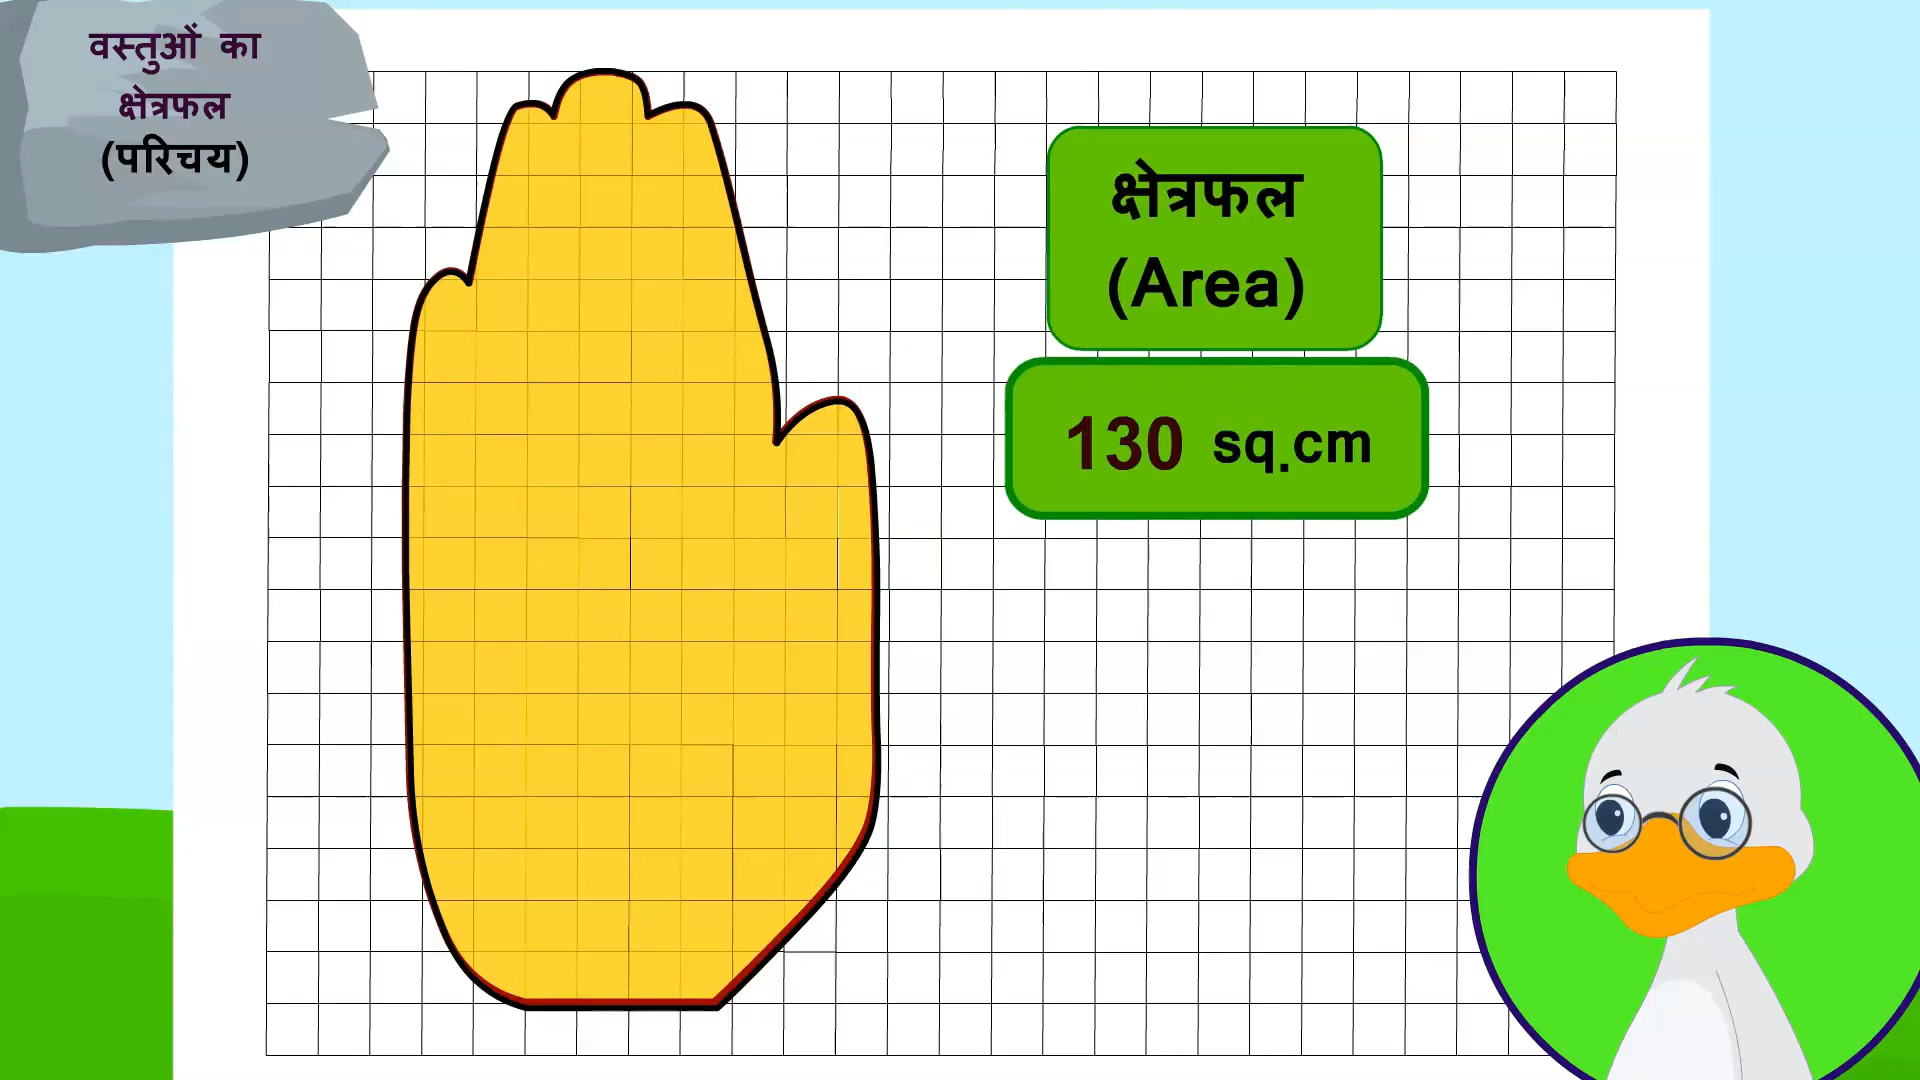 वस्तुओं का
क्षेत्रफल
(परिचय)
क्षेत्रफल
(Area)
130 sq.cm